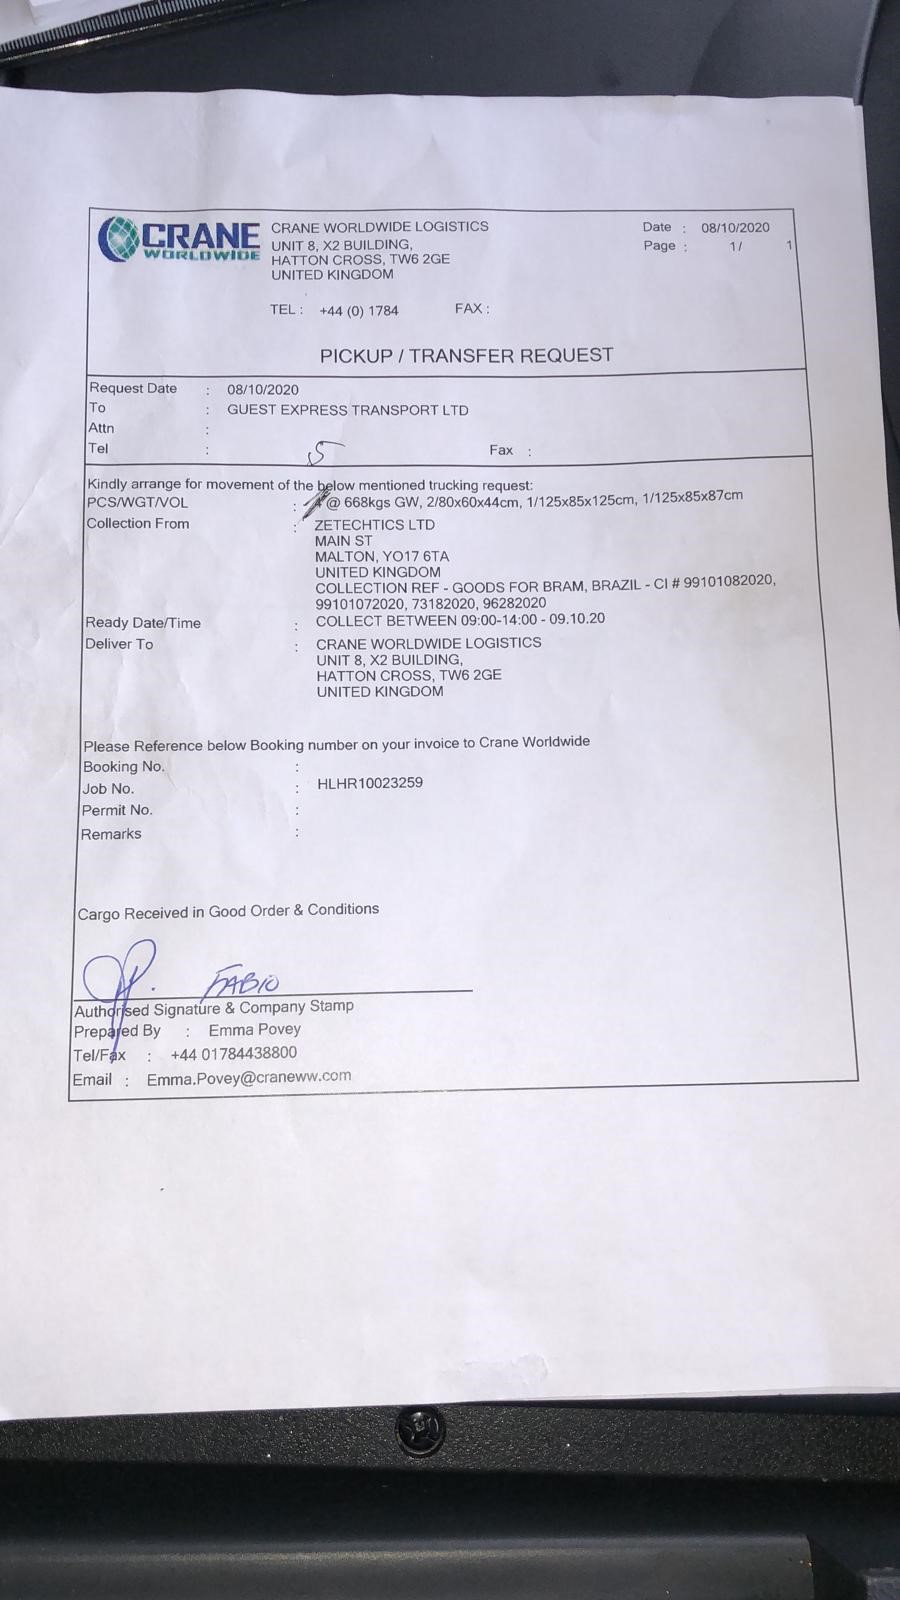 CRANE WORLDWIDE
CRANE WORLDWIDE LOGISTICS
UNIT 8, X2 BUILDING,
HATTON CROSS, TW6 2GE
UNITED KINGDOM
Date : 08/10/2020
Page : 1/ 1
TEL : +44 (0) 1784 FAX :
PICKUP / TRANSFER REQUEST
Request Date : 08/10/2020
To : GUEST EXPRESS TRANSPORT LTD
Attn :
Tel : Fax :
5
Kindly arrange for movement of the below mentioned trucking request:
PCS/WGT/VOL : @ 668kgs GW, 2/80x60x44cm, 1/125x85x125cm, 1/125x85x87cm
Collection From : ZETECHTICS LTD
MAIN ST
MALTON, YO17 6TA
UNITED KINGDOM
COLLECTION REF - GOODS FOR BRAM, BRAZIL - CI # 99101082020,
99101072020, 73182020, 96282020
Ready Date/Time : COLLECT BETWEEN 09:00-14:00 - 09.10.20
Deliver To : CRANE WORLDWIDE LOGISTICS
UNIT 8, X2 BUILDING,
HATTON CROSS, TW6 2GE
UNITED KINGDOM
Please Reference below Booking number on your invoice to Crane Worldwide
Booking No. :
Job No. : HLHR10023259
Permit No. :
Remarks :
Cargo Received in Good Order & Conditions
FABIO
Authorised Signature & Company Stamp
Prepared By : Emma Povey
Tel/Fax : +44 01784438800
Email : Emma.Povey@craneww.com